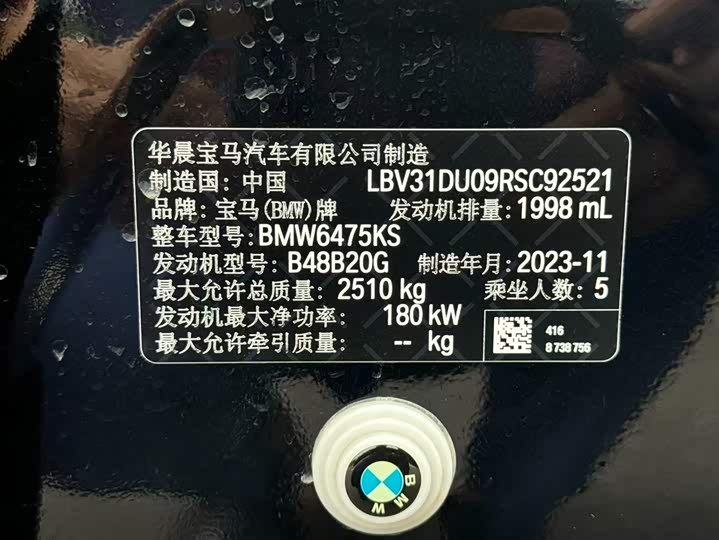 华晨宝马汽车有限公司制造
制造国: 中国 LBV31DU09RSC92521
品牌: 宝马(BMW)牌 发动机排量: 1998 mL
整车型号: BMW6475KS
发动机型号: B48B20G 制造年月: 2023-11
最大允许总质量: 2510 kg 乘坐人数: 5
发动机最大净功率: 180 kW
416
最大允许牵引质量: -- kg
8 738 756
BMW